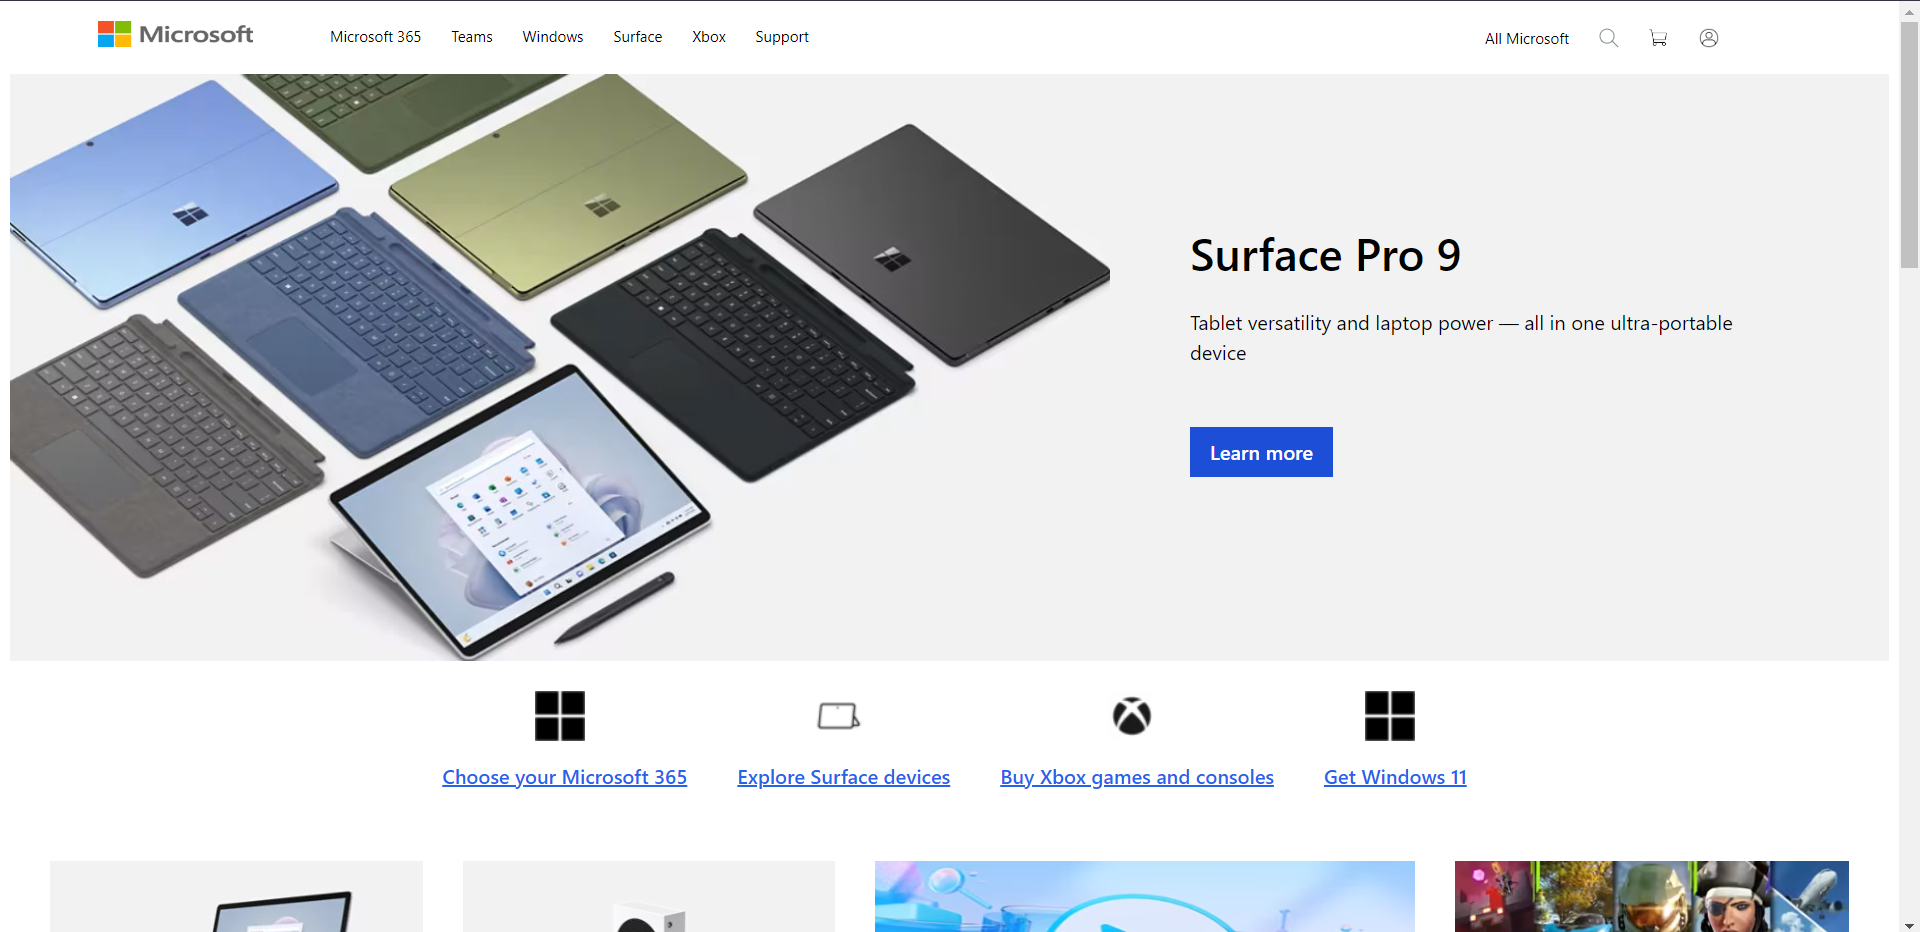 Microsoft
Microsoft 365
Teams
Windows
Surface
Xbox
Support
All Microsoft
Surface Pro 9
Tablet versatility and laptop power — all in one ultra-portable
device
Learn more
Choose your Microsoft 365
Explore Surface devices
Buy Xbox games and consoles
Get Windows 11